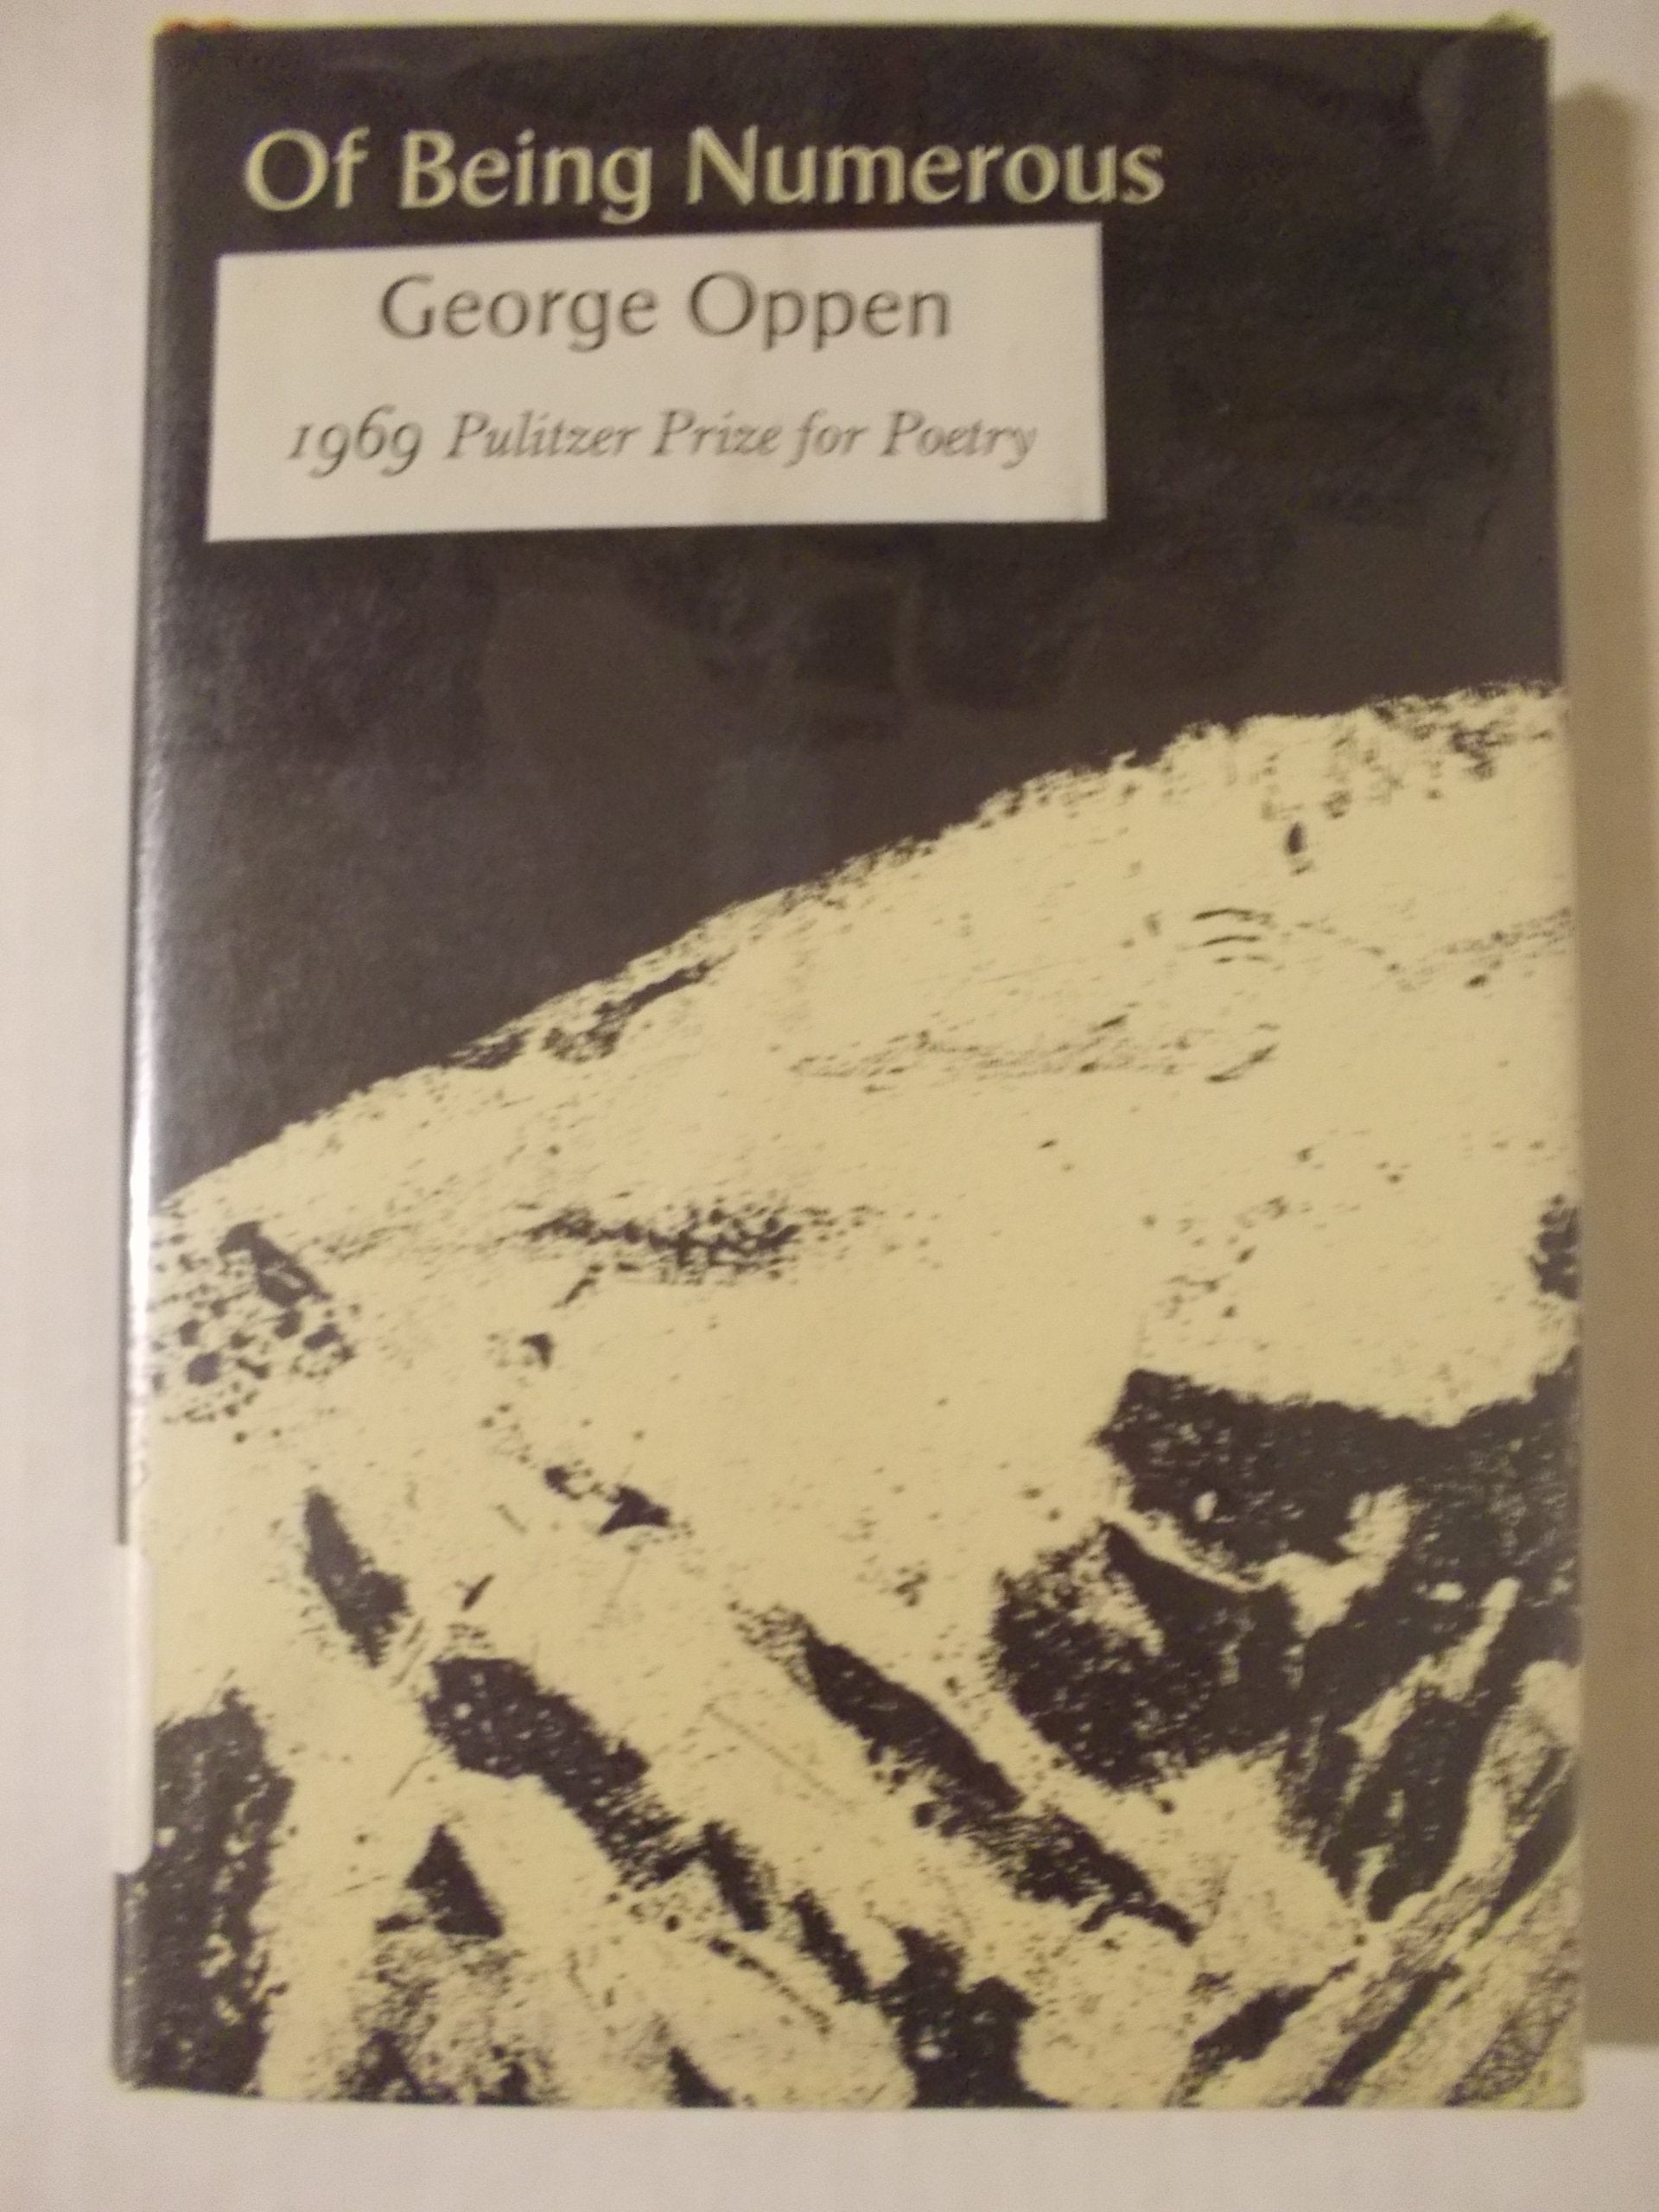 Of Being Numerous
George Oppen
1969 Pulitzer Prize for Poetry